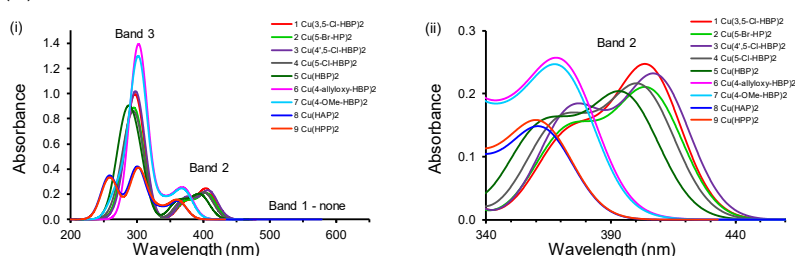 (i)
Band 3
1.4
1.2
1.0
0.8
0.6
0.4
0.2
0.0
Absorbance
Band 2
Band 1 - none
200 300 400 500 600
Wavelength (nm)
1 Cu(3,5-Cl-HBP)2
2 Cu(5-Br-HP)2
3 Cu(4',5-Cl-HBP)2
4 Cu(5-Cl-HBP)2
5 Cu(HBP)2
6 Cu(4-allyloxy-HBP)2
7 Cu(4-OMe-HBP)2
8 Cu(HAP)2
9 Cu(HPP)2
(ii)
Band 2
0.3
0.2
0.1
0.0
Absorbance
340 390 440
Wavelength (nm)
1 Cu(3,5-Cl-HBP)2
2 Cu(5-Br-HBP)2
3 Cu(4',5-Cl-HBP)2
4 Cu(5-Cl-HBP)2
5 Cu(HBP)2
6 Cu(4-allyloxy-HBP)2
7 Cu(4-OMe-HBP)2
8 Cu(HAP)2
9 Cu(HPP)2